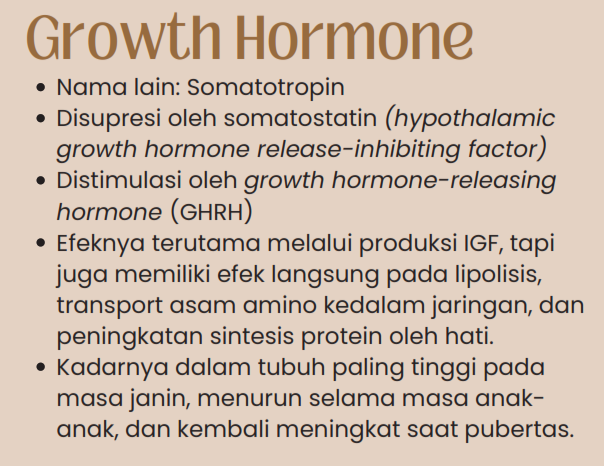 Growth Hormone
• Nama lain: Somatotropin
• Disupresi oleh somatostatin (hypothalamic
growth hormone release-inhibiting factor)
• Distimulasi oleh growth hormone-releasing
hormone (GHRH)
• Efeknya terutama melalui produksi IGF, tapi
juga memiliki efek langsung pada lipolisis,
transport asam amino kedalam jaringan, dan
peningkatan sintesis protein oleh hati.
• Kadarnya dalam tubuh paling tinggi pada
masa janin, menurun selama masa anak-
anak, dan kembali meningkat saat pubertas.